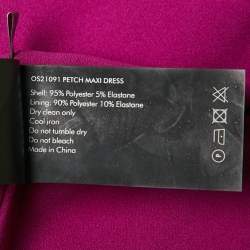 OS21091 PETCH MAXI DRESS
Shell: 95% Polyester 5% Elastane
Lining: 90% Polyester 10% Elastane
Dry clean only
Cool iron
Do not tumble dry
Do not bleach
Made in China